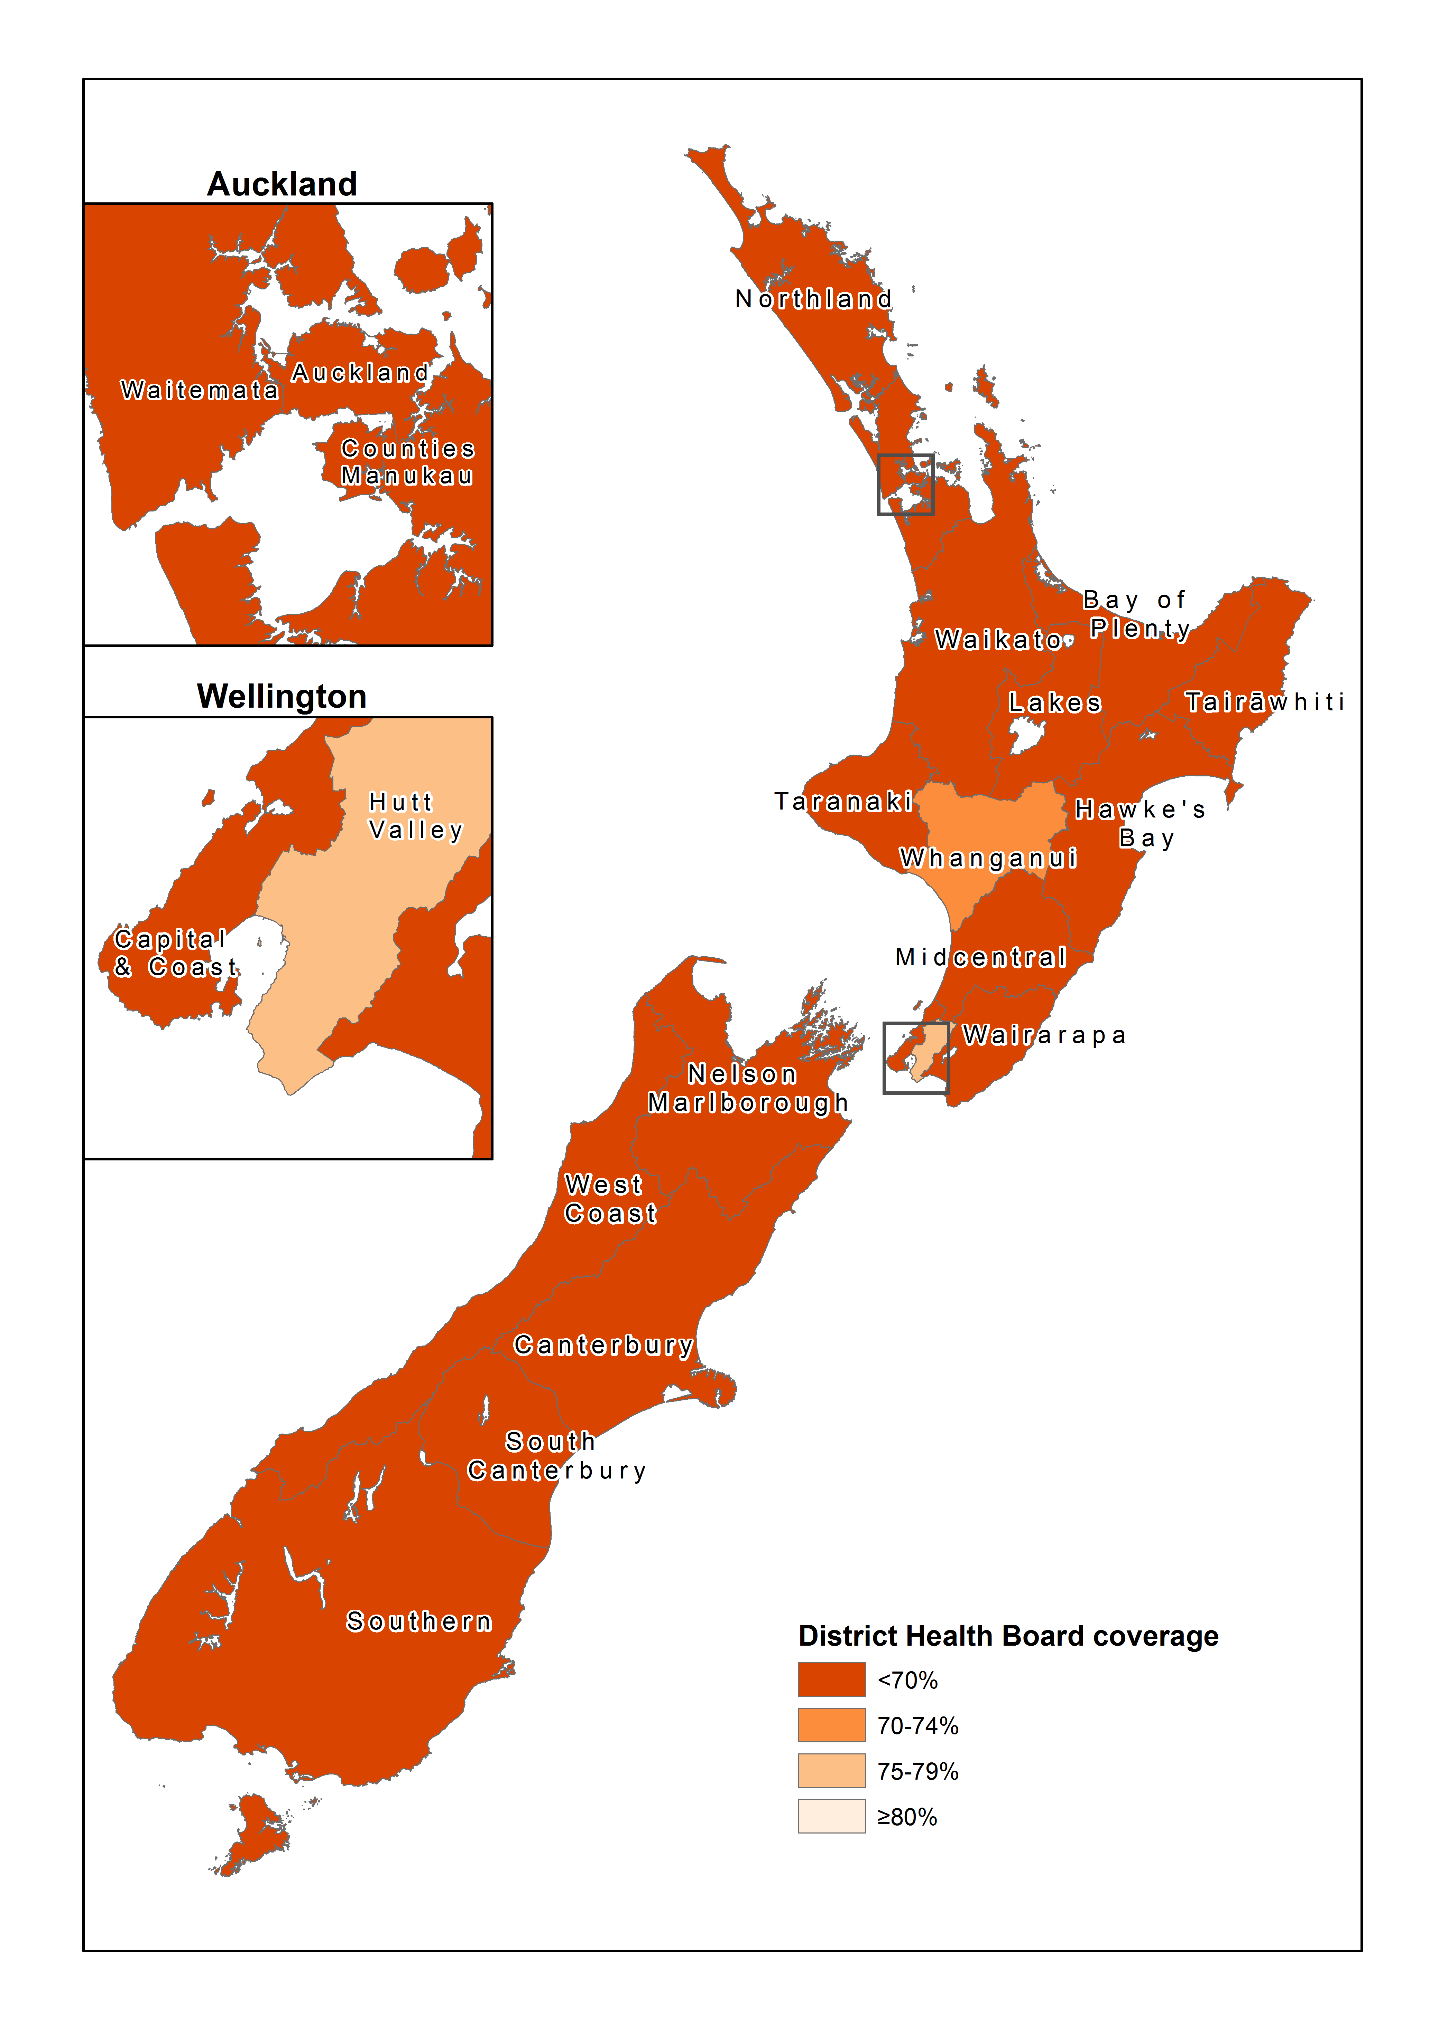 Auckland
Waitemata
Auckland
Counties
Manukau
Wellington
Hutt
Valley
Capital
& Coast
Northland
Bay of
Plenty
Waikato
Lakes
Tairāwhiti
Taranaki
Hawke's
Bay
Whanganui
Midcentral
Wairarapa
Nelson
Marlborough
West
Coast
Canterbury
South
Canterbury
Southern
District Health Board coverage
<70%
70-74%
75-79%
≥80%